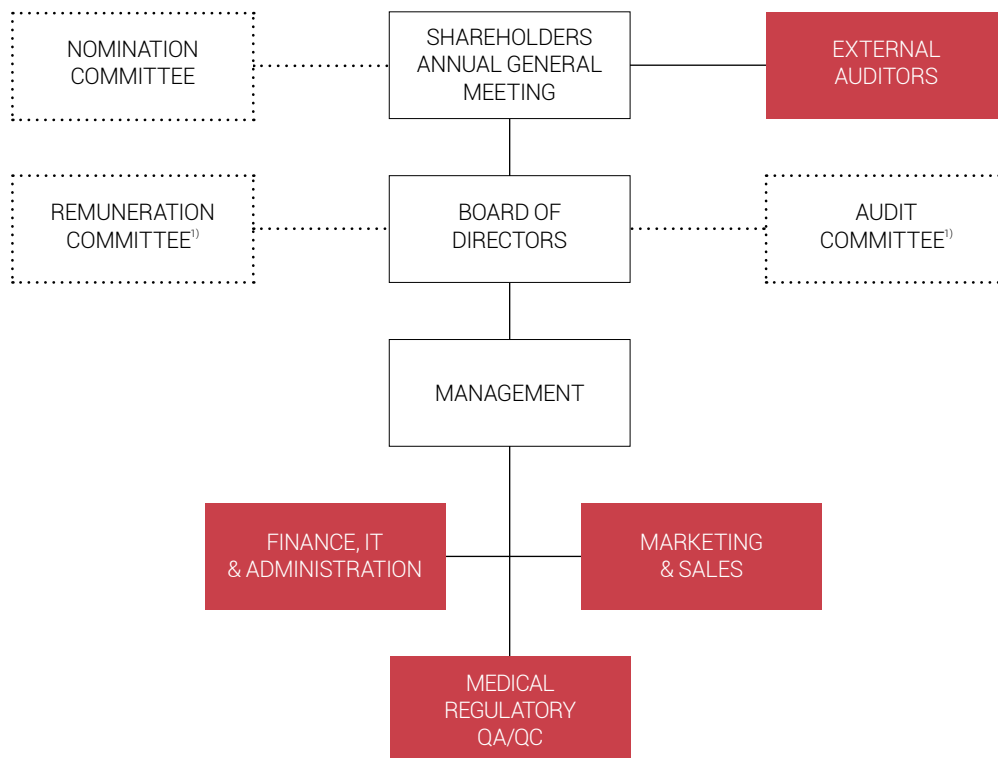 NOMINATION
COMMITTEE
SHAREHOLDERS
ANNUAL GENERAL
MEETING
EXTERNAL
AUDITORS
REMUNERATION
COMMITTEE¹⁾
BOARD OF
DIRECTORS
AUDIT
COMMITTEE¹⁾
MANAGEMENT
FINANCE, IT
& ADMINISTRATION
MARKETING
& SALES
MEDICAL
REGULATORY
QA/QC